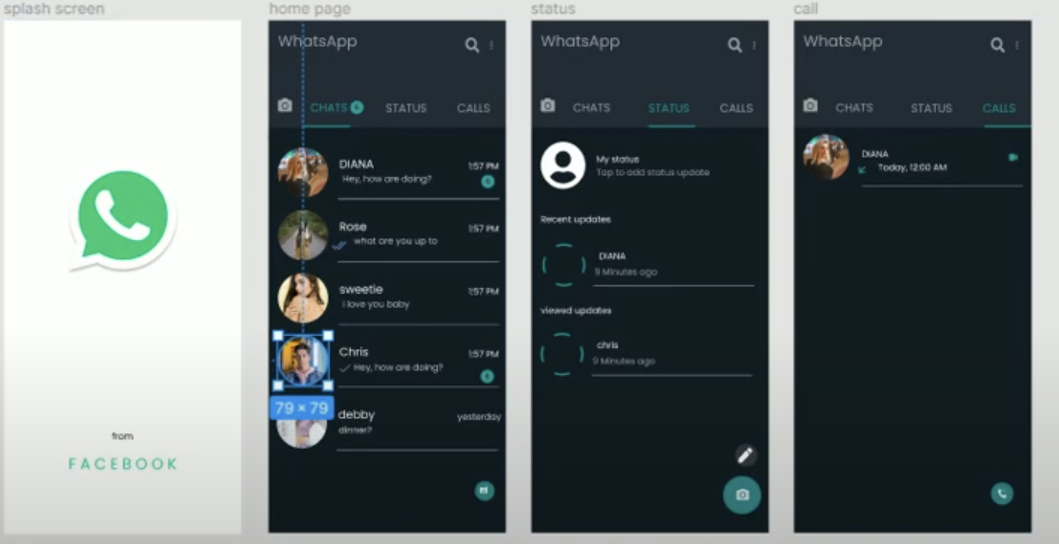 splash screen
from
FACEBOOK
home page
WhatsApp
CHATS
STATUS
CALLS
DIANA
1:57 PM
Hey, how are doing?
Rose
1:57 PM
what are you up to
sweetie
1:57 PM
i love you baby
Chris
1:57 PM
Hey, how are doing?
79 × 79
debby
yesterday
dinner?
status
WhatsApp
CHATS
STATUS
CALLS
My status
Tap to add status update
Recent updates
DIANA
9 Minutes ago
viewed updates
chris
9 Minutes ago
call
WhatsApp
CHATS
STATUS
CALLS
DIANA
Today, 12:00 AM